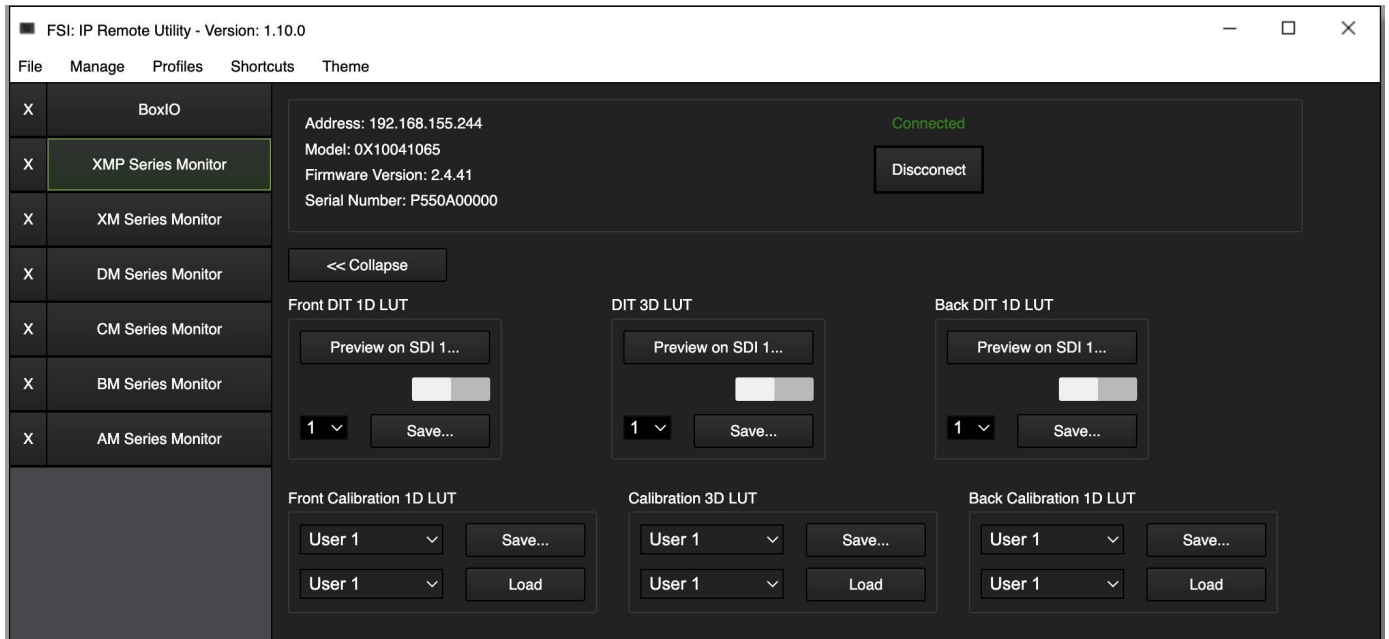 FSI: IP Remote Utility - Version: 1.10.0
File Manage Profiles Shortcuts Theme
X BoxIO
X XMP Series Monitor
X XM Series Monitor
X DM Series Monitor
X CM Series Monitor
X BM Series Monitor
X AM Series Monitor
Address: 192.168.155.244
Model: 0X10041065
Firmware Version: 2.4.41
Serial Number: P550A00000
Connected
Discconect
<< Collapse
Front DIT 1D LUT
Preview on SDI 1...
1 Save...
DIT 3D LUT
Preview on SDI 1...
1 Save...
Back DIT 1D LUT
Preview on SDI 1...
1 Save...
Front Calibration 1D LUT
User 1 Save...
User 1 Load
Calibration 3D LUT
User 1 Save...
User 1 Load
Back Calibration 1D LUT
User 1 Save...
User 1 Load